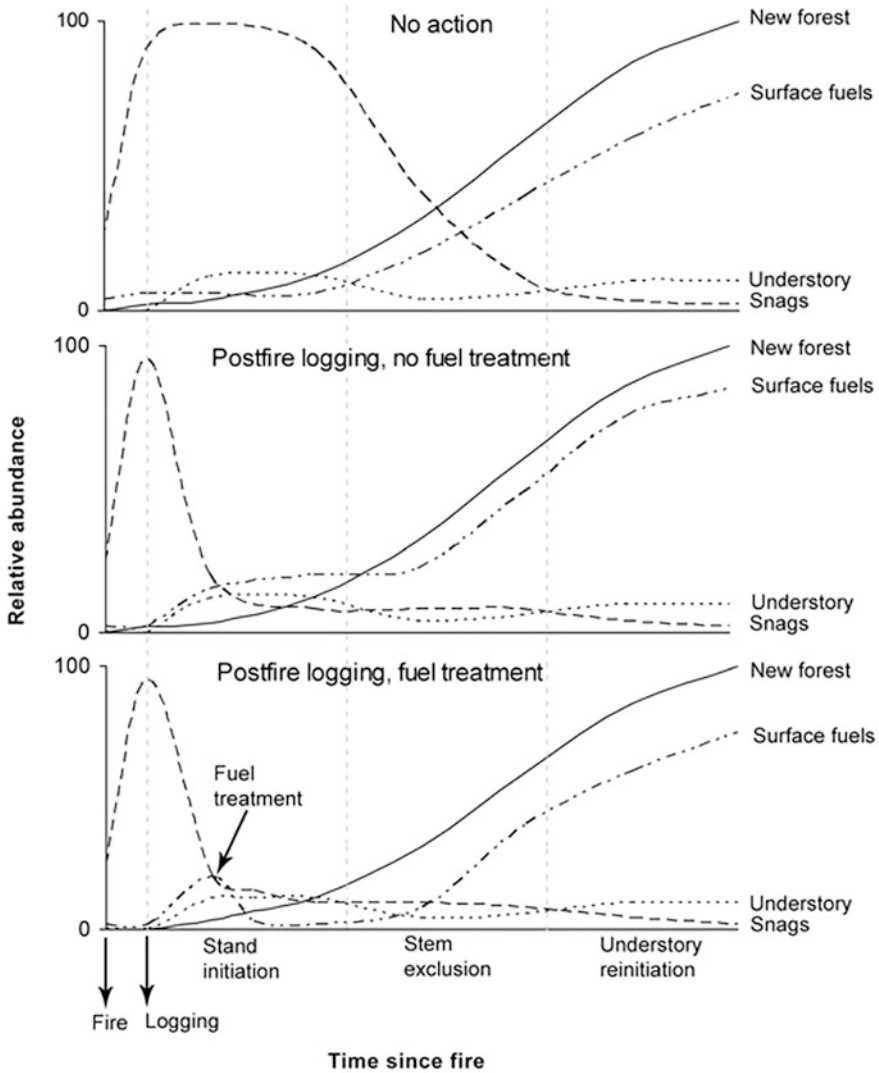 No action
100
0
New forest
Surface fuels
Understory
Snags
Postfire logging, no fuel treatment
100
0
New forest
Surface fuels
Understory
Snags
Postfire logging, fuel treatment
100
0
New forest
Surface fuels
Understory
Snags
Fuel
treatment
Relative abundance
Stand
initiation
Stem
exclusion
Understory
reinitiation
Fire
Logging
Time since fire